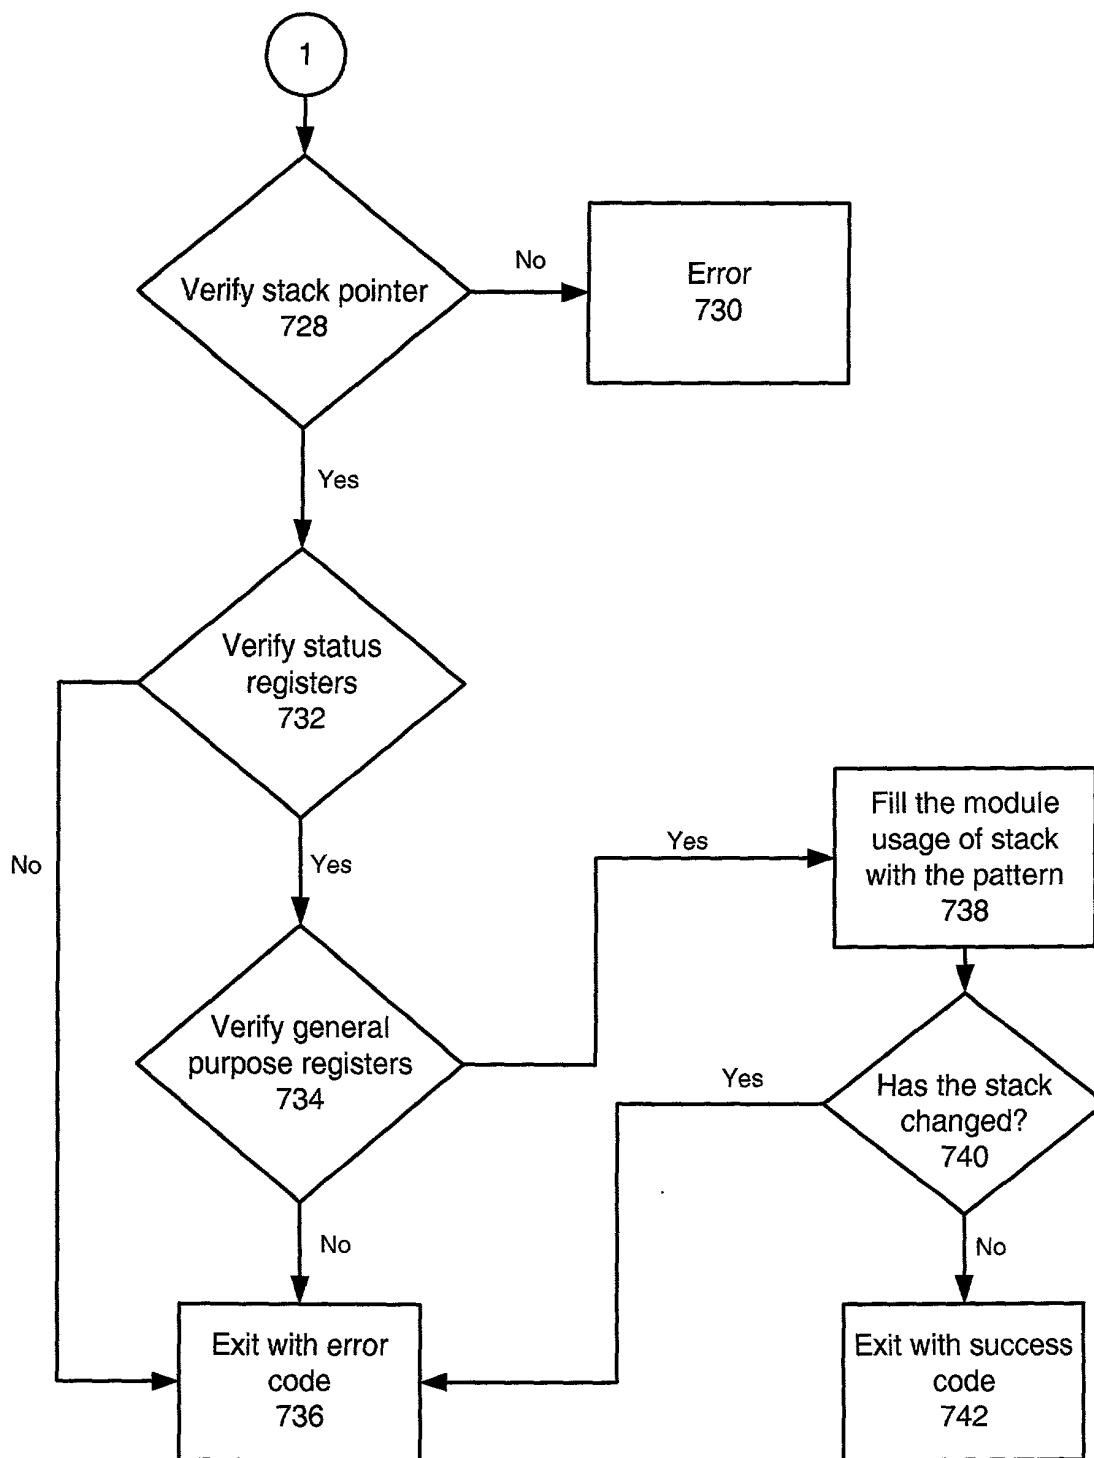 1
Verify stack pointer
728
No
Error
730
Yes
Verify status
registers
732
No
Yes
Verify general
purpose registers
734
Yes
Fill the module
usage of stack
with the pattern
738
Yes
Has the stack
changed?
740
No
No
Exit with error
code
736
Exit with success
code
742